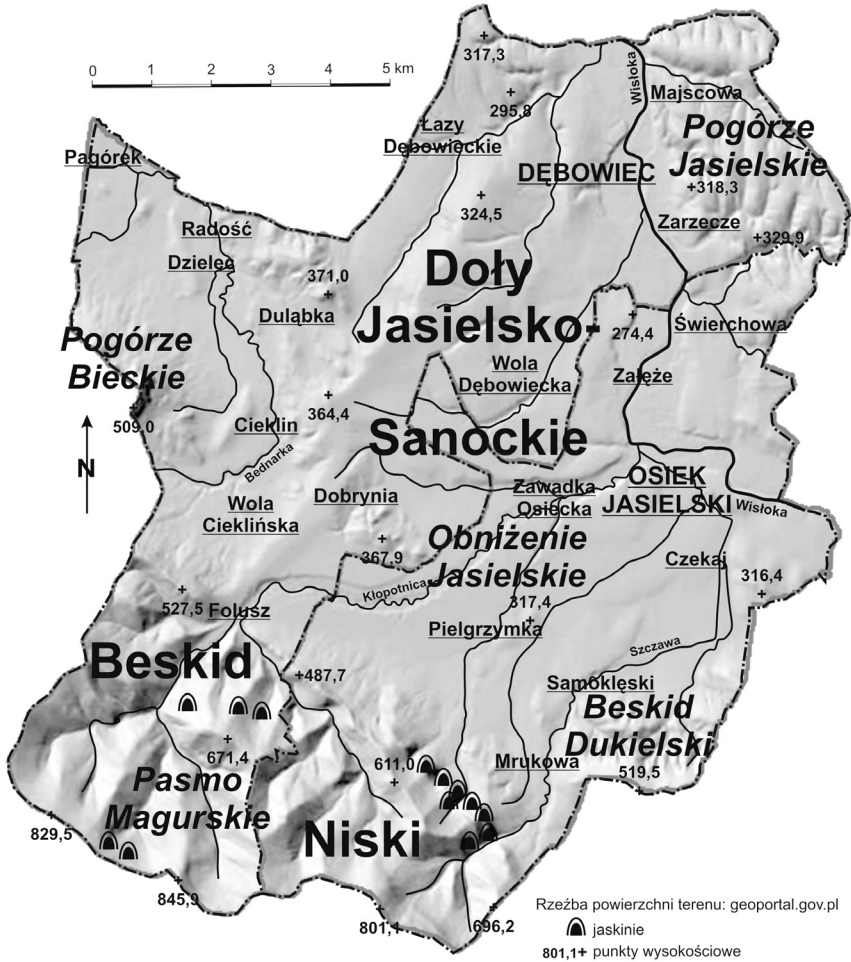 317,3
0 1 2 3 5 km
Wisłoka
Majscowa
295,8
Łazy
Dębowieckie
Pogórze
Jasielskie
Pagórek
DĘBOWIEC
+318,3
324,5
Radość
Zarzecze
+329,9
Dzielec
Doły
371,0
Duląbka
Jasielsko-
274,4
Świerchowa
Pogórze
Bieckie
Wola
Dębowiecka
Załęże
364,4
509,0
Cieklin
Sanockie
N
Bednarka
Zawadka
Osiecka
OSIEK
JASIELSKI
Wisłoka
Dobrynia
Wola
Cieklińska
Obniżenie
Jasielskie
367,9
Czekaj
316,4
Kłopotnica
527,5
Folusz
317,4
Pielgrzymka
Szczawa
Beskid
+487,7
Samoklęski
Beskid
Dukielski
671,4
611,0
Mrukowa
519,5
Pasmo
Magurskie
829,5
Niski
845,9
801,1
696,2
Rzeźba powierzchni terenu: geoportal.gov.pl
jaskinie
801,1+ punkty wysokościowe